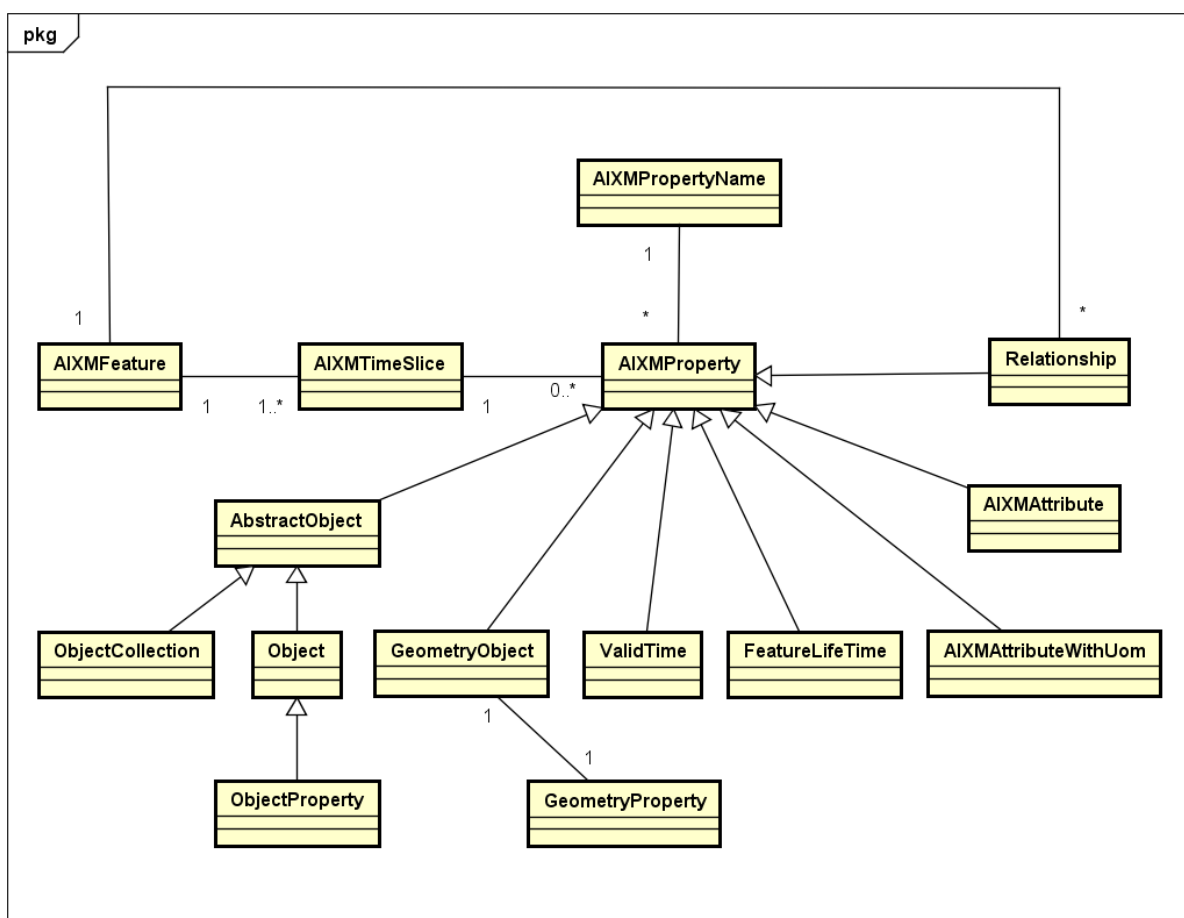 pkg
AIXMPropertyName
1
*
1
*
AIXMFeature
AIXMTimeSlice
AIXMProperty
Relationship
1
1..*
1
0..*
AbstractObject
AIXMAttribute
ObjectCollection
Object
GeometryObject
ValidTime
FeatureLifeTime
AIXMAttributeWithUom
1
1
ObjectProperty
GeometryProperty